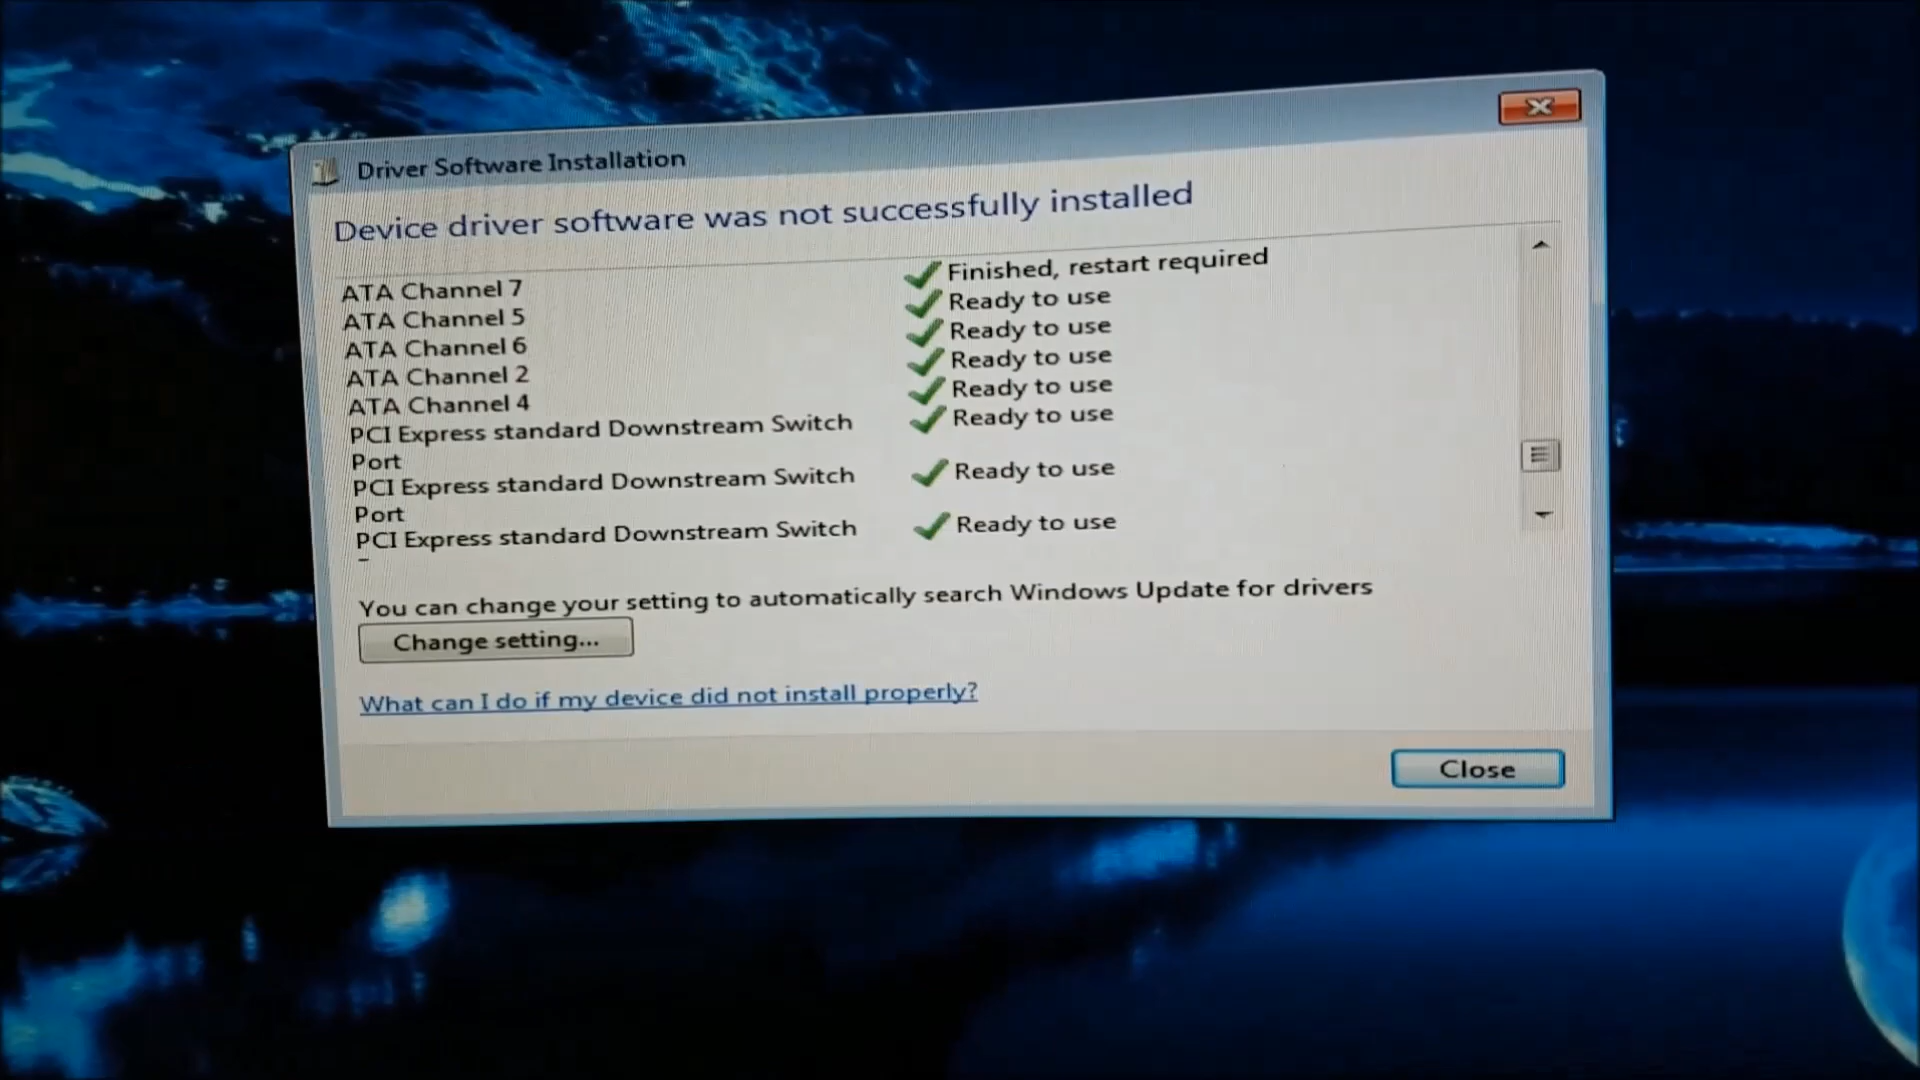 Driver Software Installation
Device driver software was not successfully installed
ATA Channel 7 Finished, restart required
ATA Channel 5 Ready to use
ATA Channel 6 Ready to use
ATA Channel 2 Ready to use
ATA Channel 4 Ready to use
PCI Express standard Downstream Switch Ready to use
Port
PCI Express standard Downstream Switch Ready to use
Port
PCI Express standard Downstream Switch Ready to use
You can change your setting to automatically search Windows Update for drivers
Change setting...
What can I do if my device did not install properly?
Close